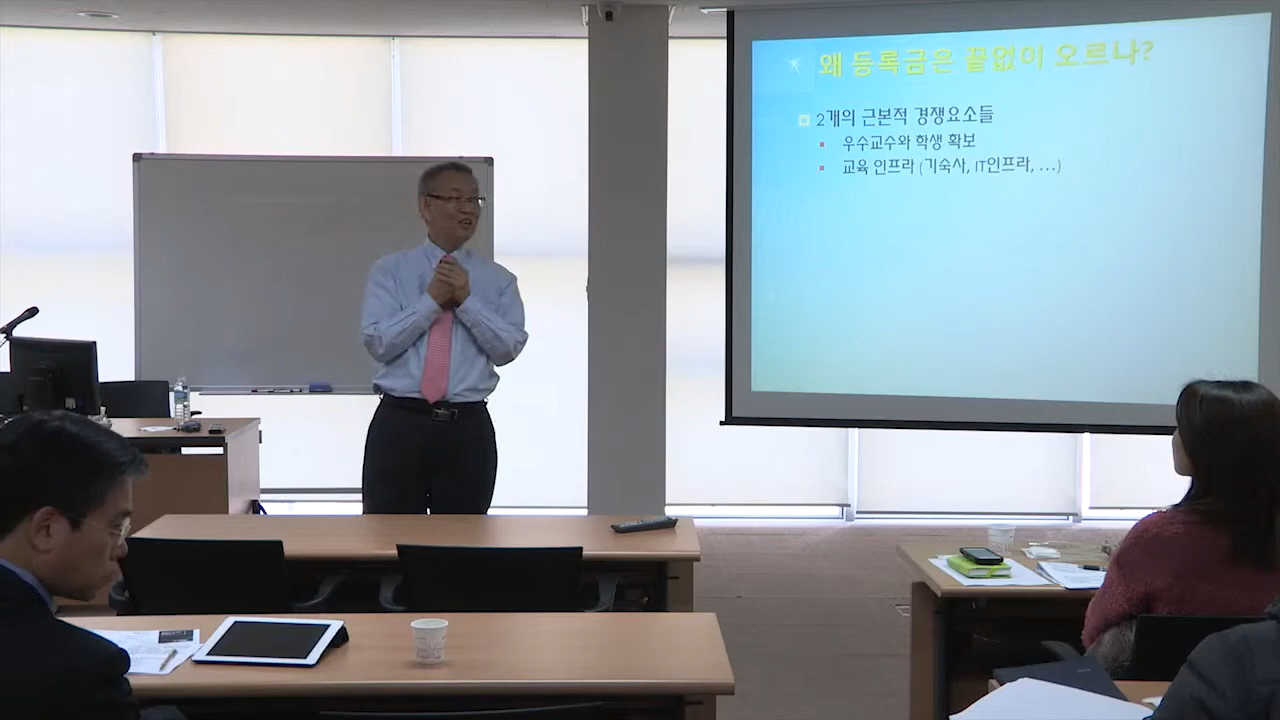 왜 등록금은 끝없이 오르나?
2개의 근본적 경쟁요소들
우수교수와 학생 확보
교육 인프라 (기숙사, IT인프라, ...)